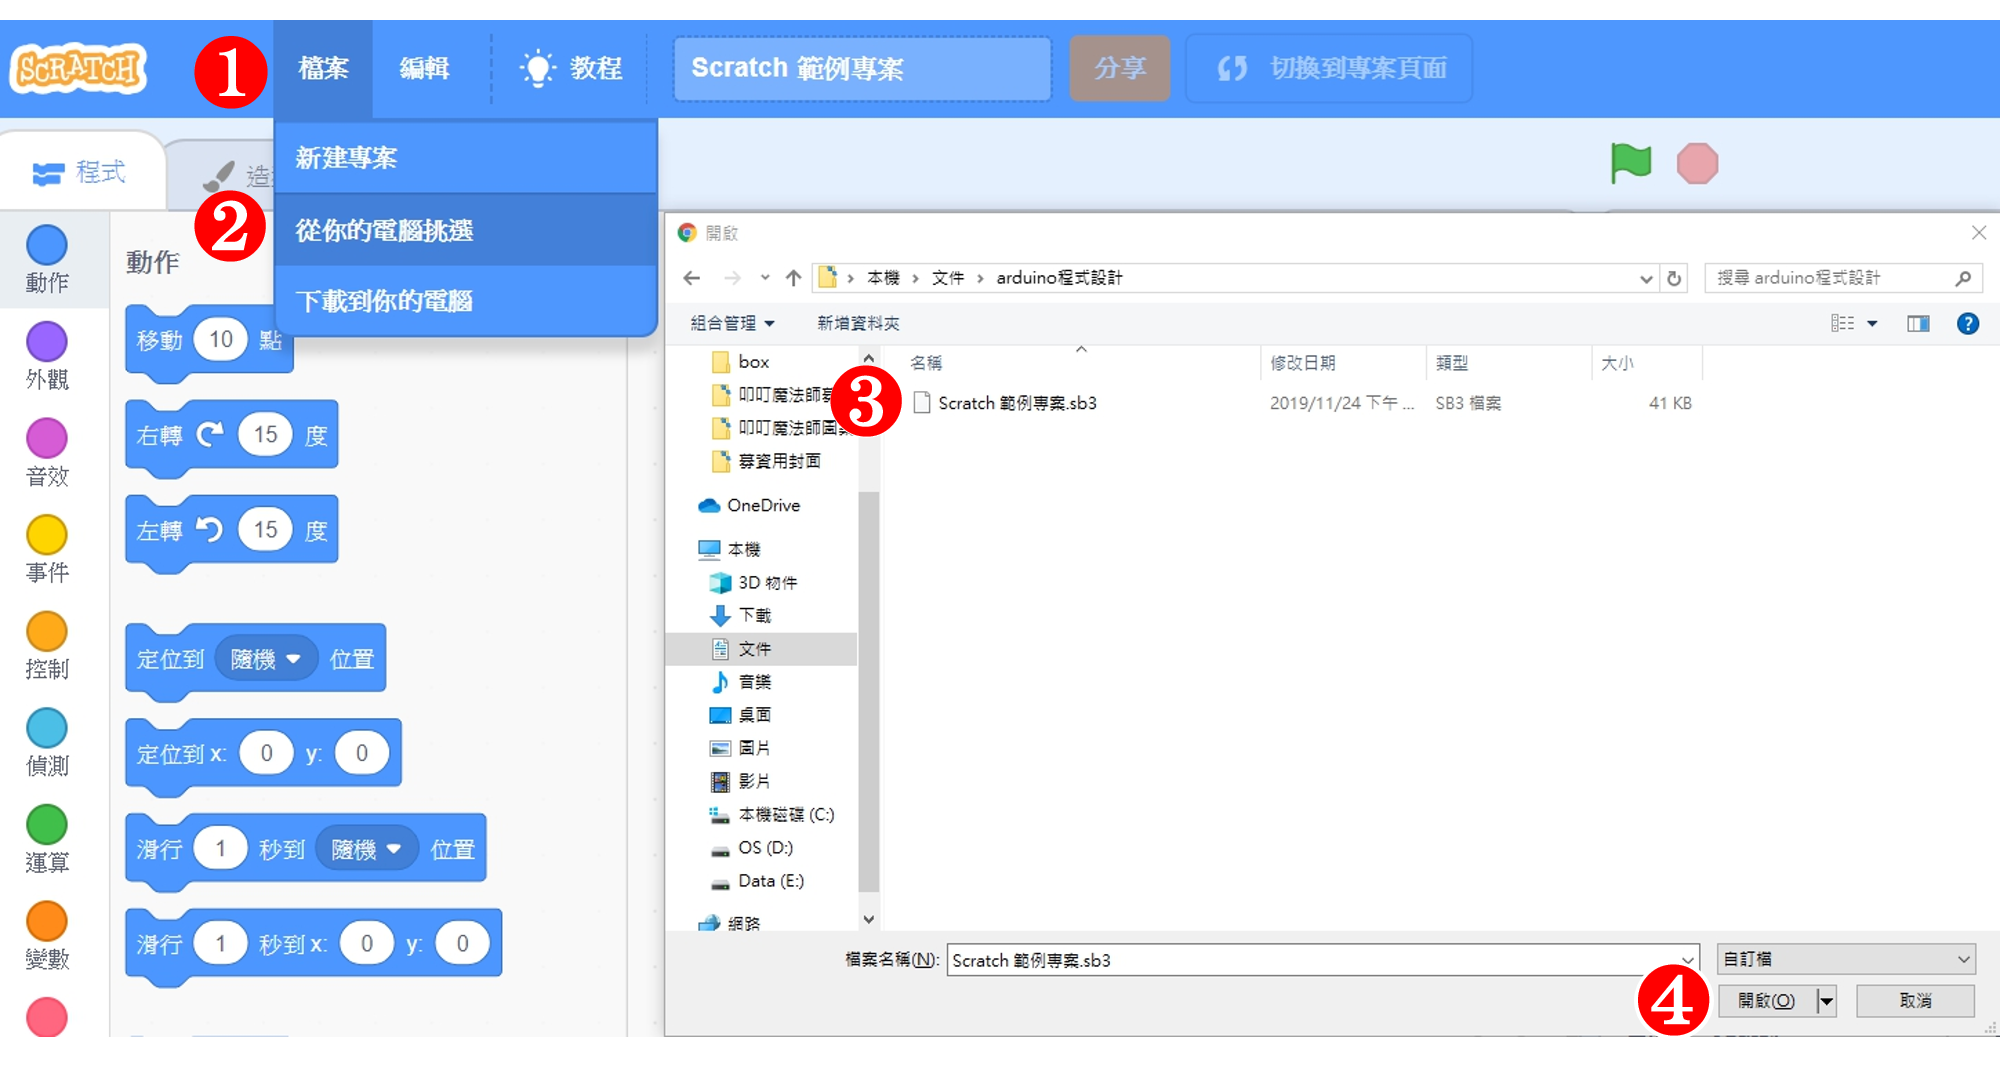 SCRATCH
1
檔案
編輯
教程
Scratch 範例專案
分享
切換到專案頁面
新建專案
從你的電腦挑選
下載到你的電腦
程式
造
2
動作
外觀
音效
事件
控制
偵測
運算
變數
動作
移動 10 點
右轉 15 度
左轉 15 度
定位到 隨機 位置
定位到 x: 0 y: 0
滑行 1 秒到 隨機 位置
滑行 1 秒到 x: 0 y: 0
開啟
本機 › 文件 › arduino程式設計
搜尋 arduino程式設計
組合管理
新增資料夾
?
box
叩叮魔法師募
叩叮魔法師圖案
募資用封面
OneDrive
本機
3D 物件
下載
文件
音樂
桌面
圖片
影片
本機磁碟 (C:)
OS (D:)
Data (E:)
網路
名稱 修改日期 類型 大小
3
Scratch 範例專案.sb3 2019/11/24 下午 ... SB3 檔案 41 KB
檔案名稱(N): Scratch 範例專案.sb3
自訂檔
4
開啟(O)
取消